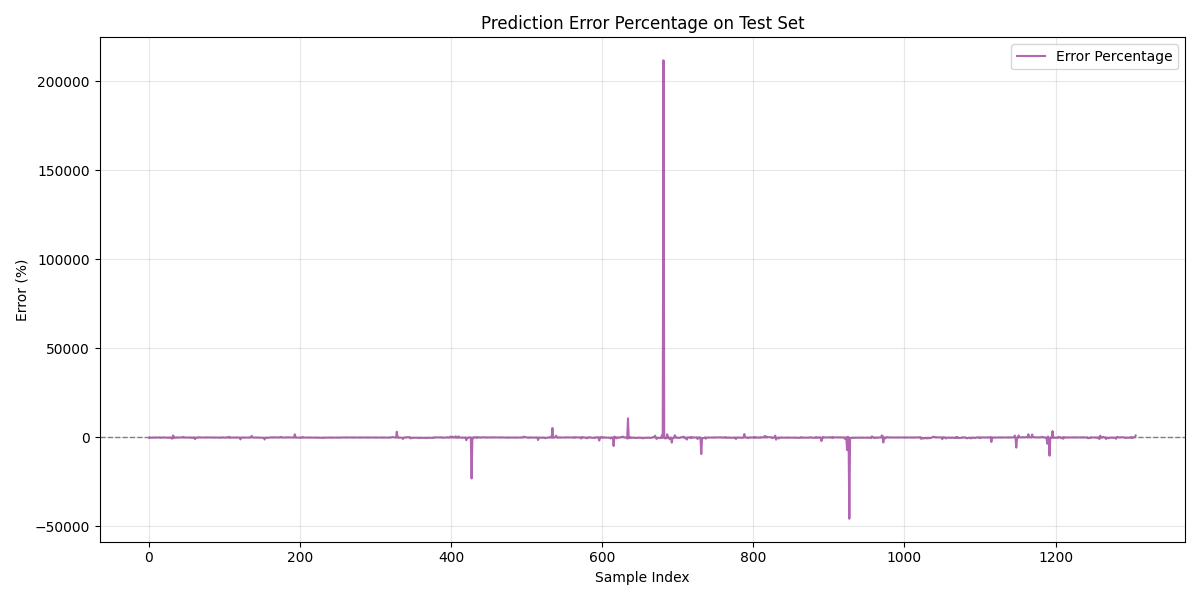 Prediction Error Percentage on Test Set
Error Percentage
200000
150000
100000
50000
0
−50000
Error (%)
0 200 400 600 800 1000 1200
Sample Index